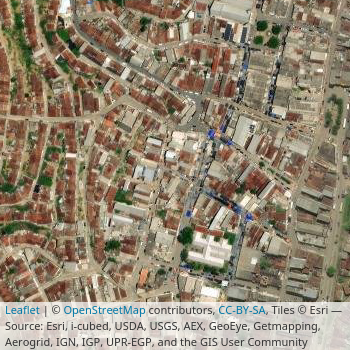 Leaflet | © OpenStreetMap contributors, CC-BY-SA, Tiles © Esri —
Source: Esri, i-cubed, USDA, USGS, AEX, GeoEye, Getmapping,
Aerogrid, IGN, IGP, UPR-EGP, and the GIS User Community